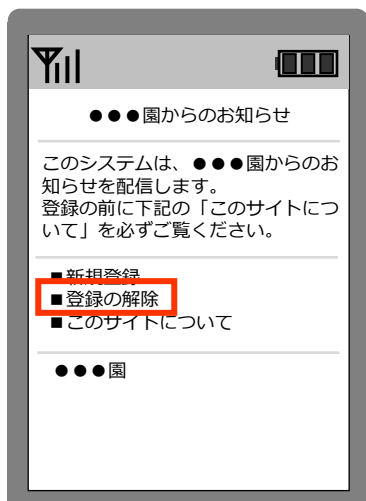 ●●●園からのお知らせ
このシステムは、●●●園からのお
知らせを配信します。
登録の前に下記の「このサイトにつ
いて」を必ずご覧ください。
■新規登録
■登録の解除
■このサイトについて
●●●園